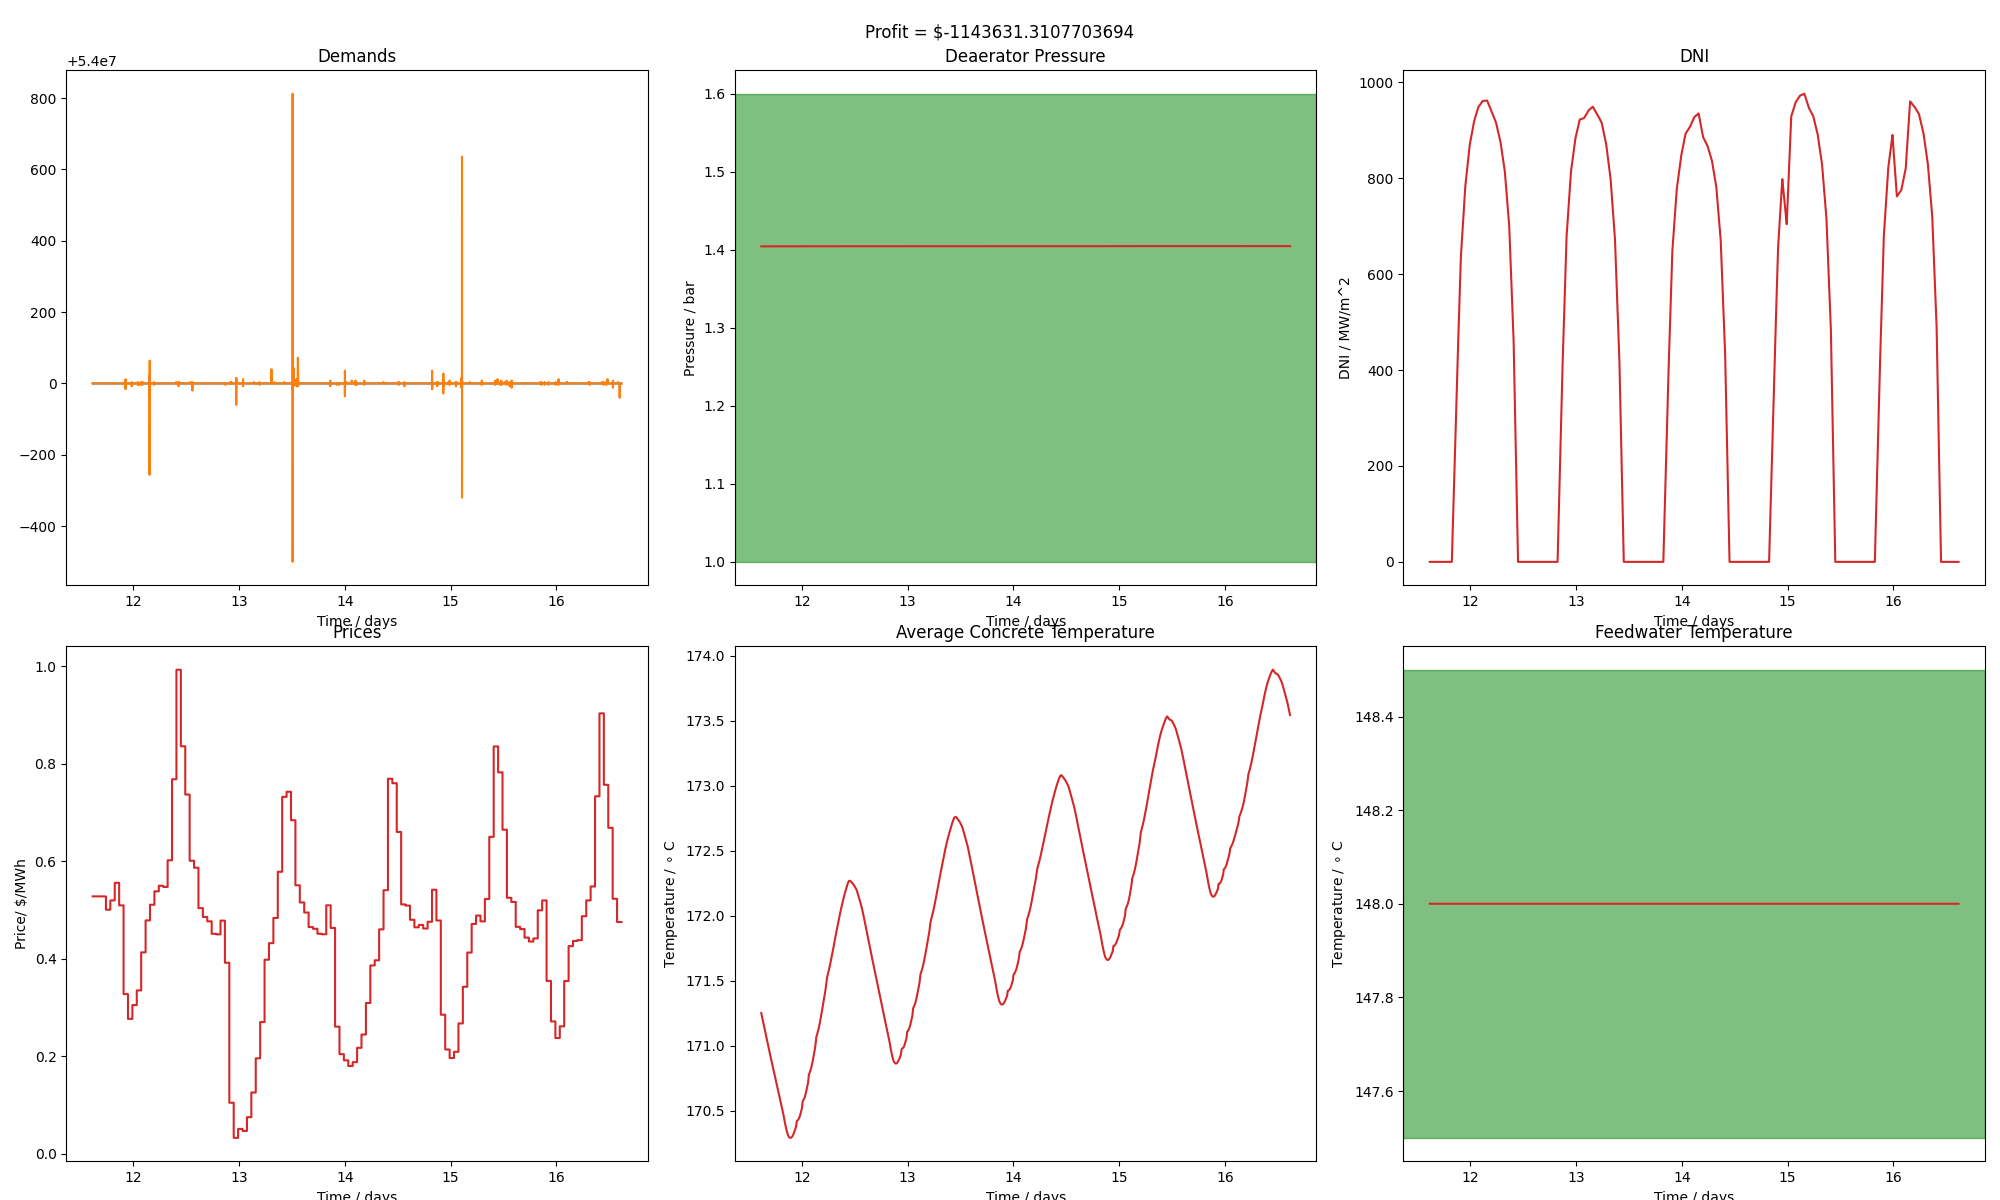 Profit = $-1143631.3107703694
Demands
+5.4e7
800
600
400
200
0
−200
−400
12 13 14 15 16
Time / days
Deaerator Pressure
Pressure / bar
1.6
1.5
1.4
1.3
1.2
1.1
1.0
12 13 14 15 16
Time / days
DNI
DNI / MW/m^2
1000
800
600
400
200
0
12 13 14 15 16
Time / days
Prices
Price/ $/MWh
1.0
0.8
0.6
0.4
0.2
0.0
12 13 14 15 16
Time / days
Average Concrete Temperature
Temperature / ∘ C
174.0
173.5
173.0
172.5
172.0
171.5
171.0
170.5
12 13 14 15 16
Time / days
Feedwater Temperature
Temperature / ∘ C
148.4
148.2
148.0
147.8
147.6
12 13 14 15 16
Time / days